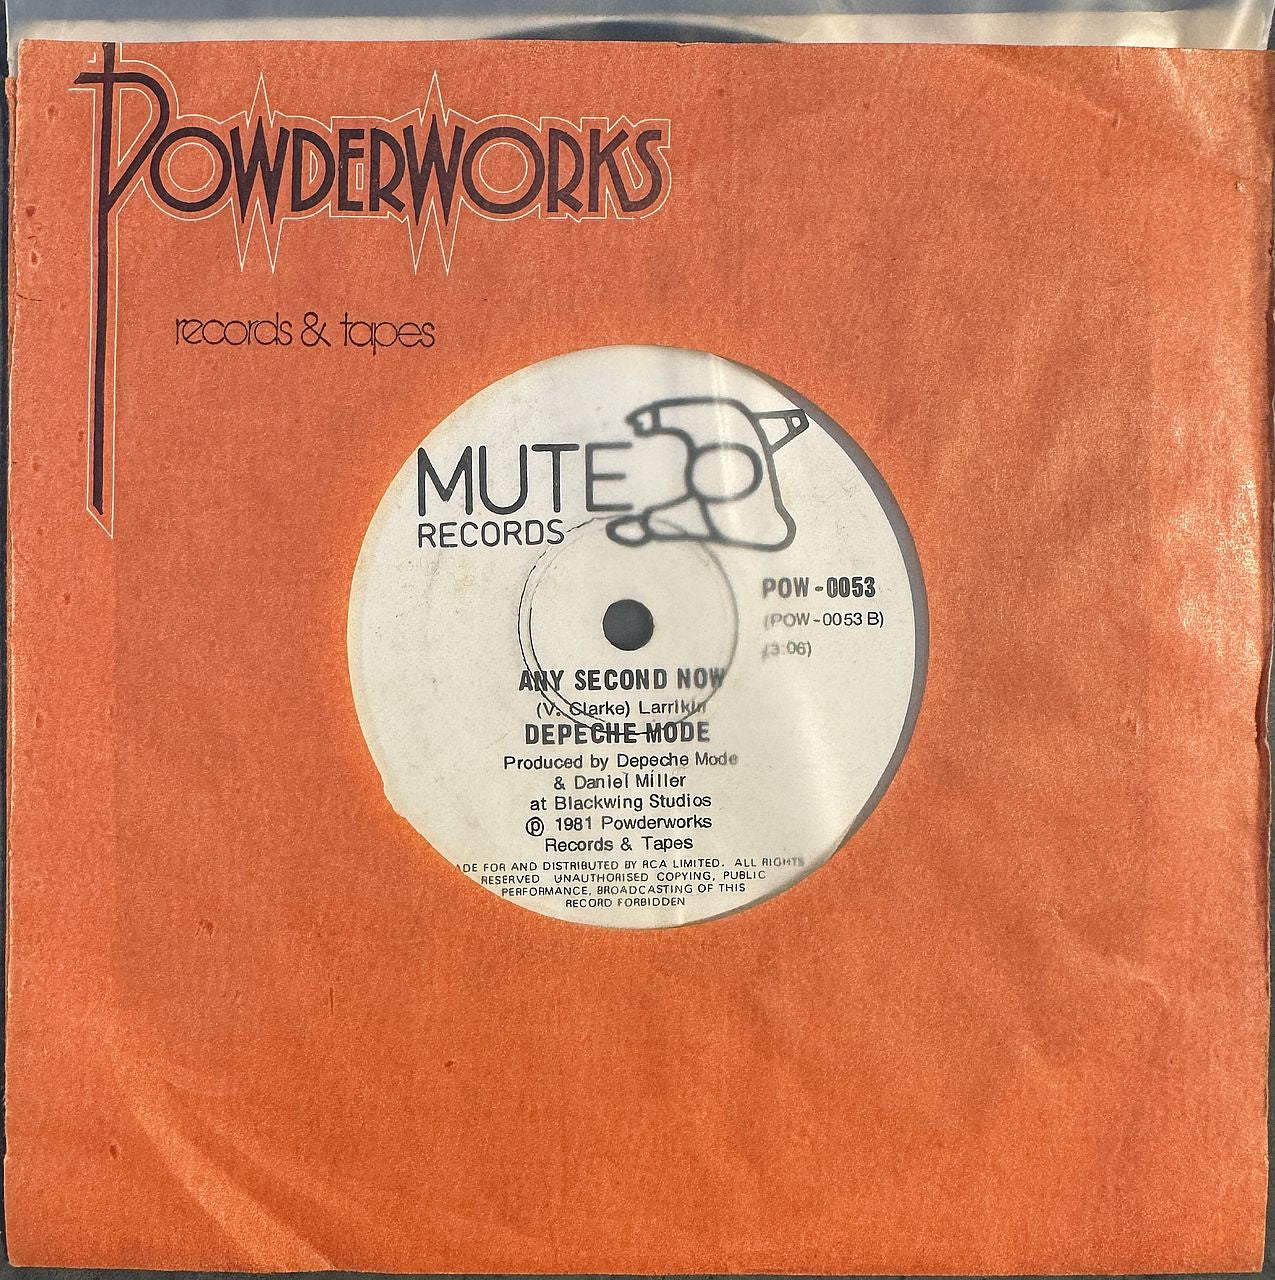 POWDERWORKS
records & tapes
MUTE
RECORDS
POW-0053
(POW-0053 B)
(3:06)
ANY SECOND NOW
(V. Clarke) Larrikin
DEPECHE MODE
Produced by Depeche Mode
& Daniel Miller
at Blackwing Studios
℗ 1981 Powderworks
Records & Tapes
ADE FOR AND DISTRIBUTED BY RCA LIMITED. ALL RIGHTS
RESERVED UNAUTHORISED COPYING, PUBLIC
PERFORMANCE, BROADCASTING OF THIS
RECORD FORBIDDEN